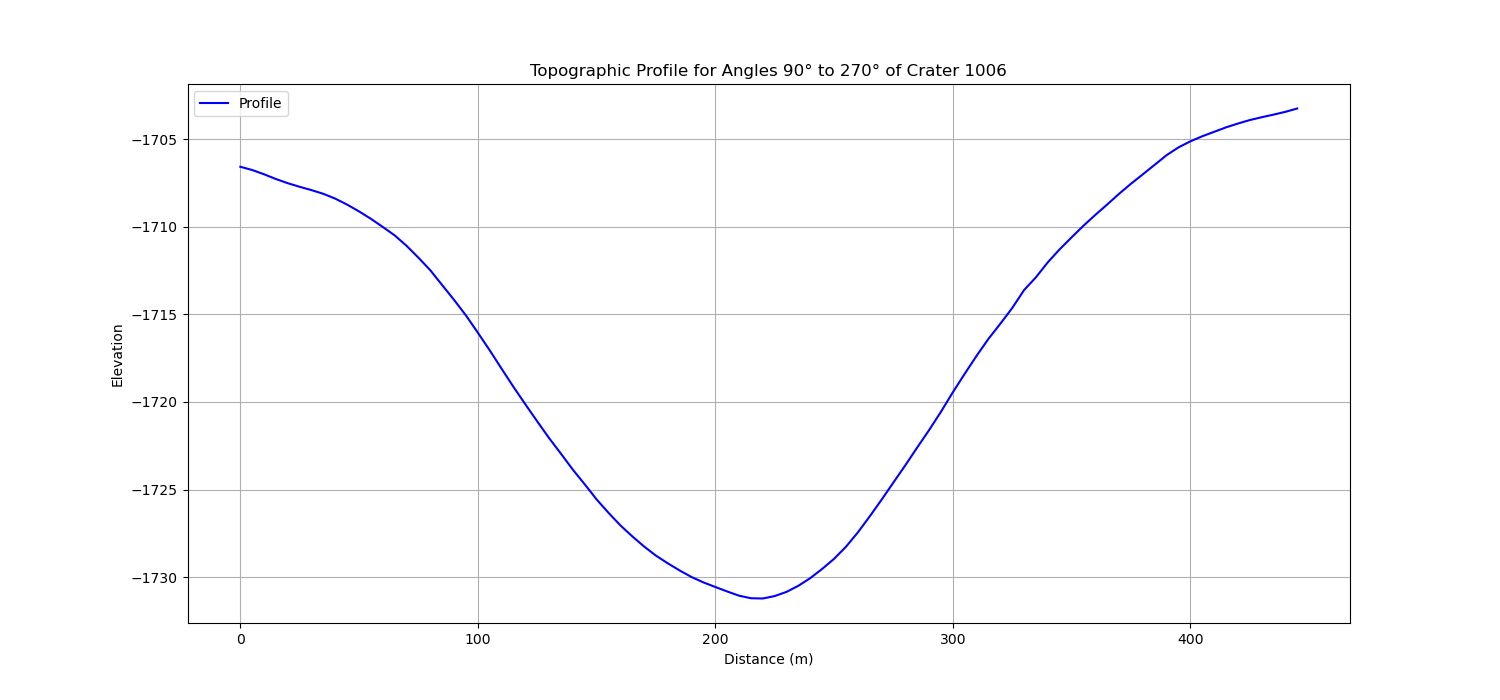 Topographic Profile for Angles 90° to 270° of Crater 1006
Profile
−1705
−1710
−1715
−1720
−1725
−1730
Elevation
0 100 200 300 400
Distance (m)